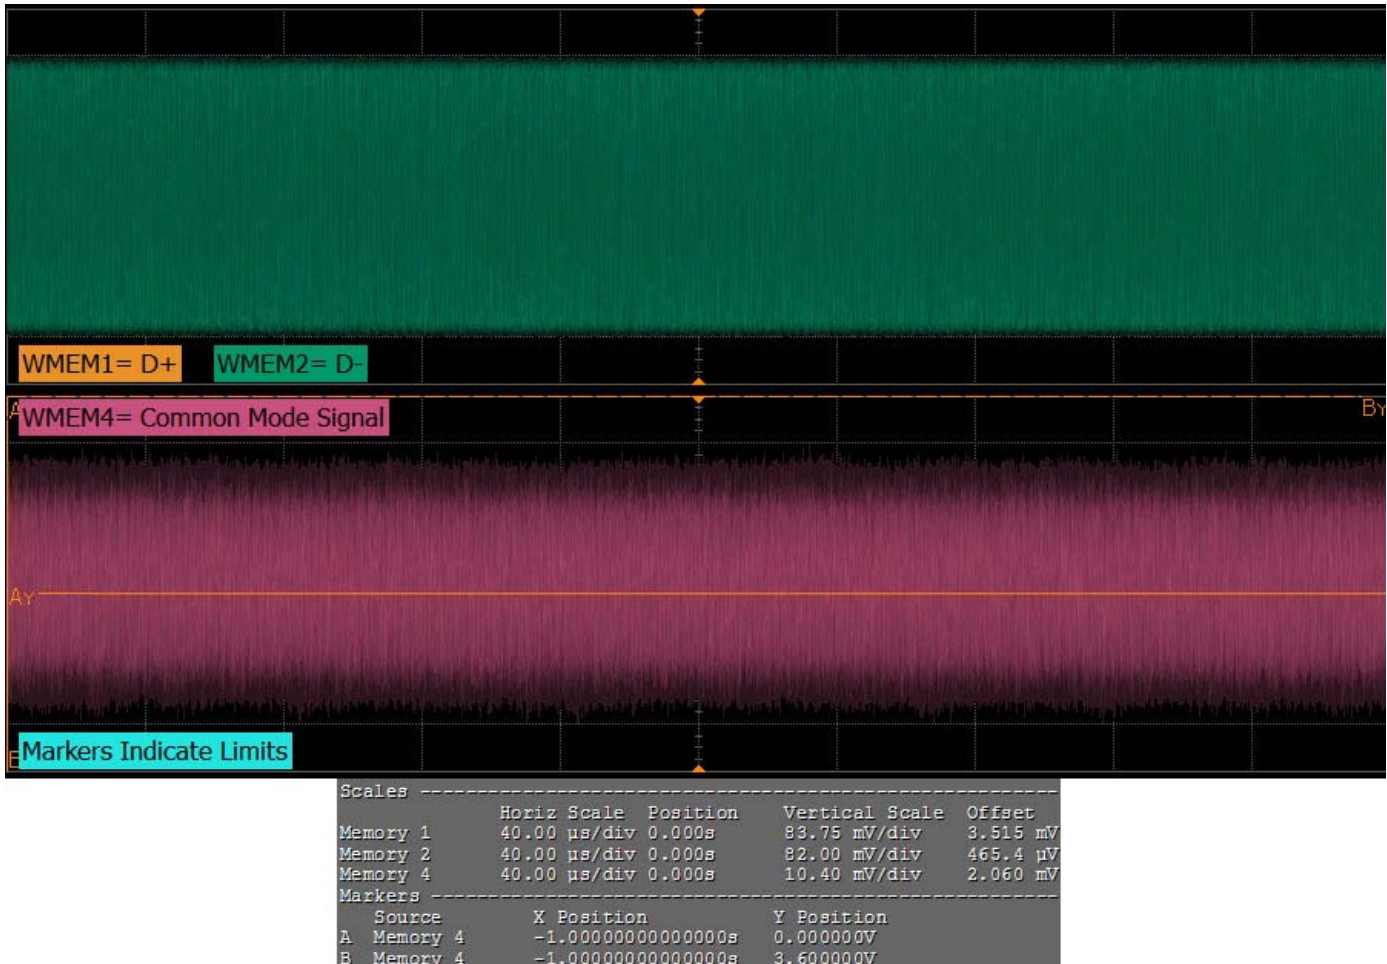 WMEM1= D+ WMEM2= D-
A By
WMEM4= Common Mode Signal
Ay
Markers Indicate Limits
Scales
Horiz Scale Position Vertical Scale Offset
Memory 1 40.00 µs/div 0.000s 83.75 mV/div 3.515 mV
Memory 2 40.00 µs/div 0.000s 82.00 mV/div 465.4 µV
Memory 4 40.00 µs/div 0.000s 10.40 mV/div 2.060 mV
Markers
Source X Position Y Position
A Memory 4 -1.00000000000000s 0.000000V
B Memory 4 -1.00000000000000s 3.600000V